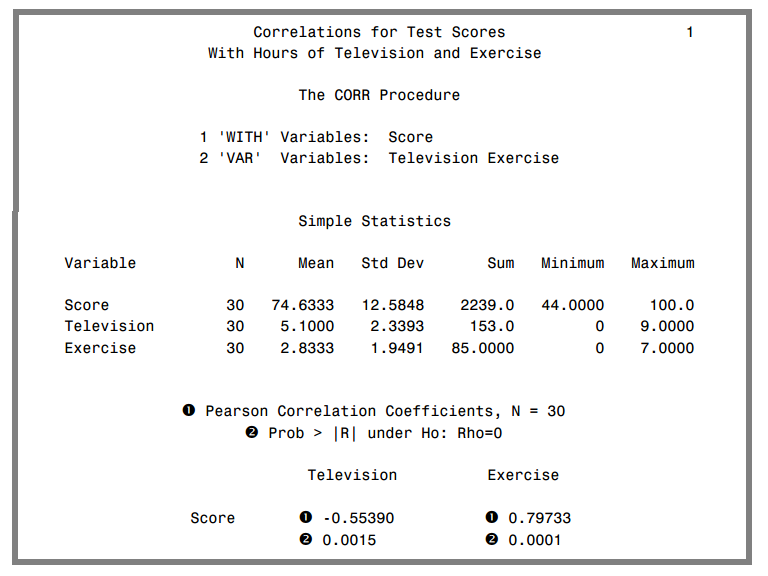 Correlations for Test Scores 1
With Hours of Television and Exercise
The CORR Procedure
1 'WITH' Variables: Score
2 'VAR' Variables: Television Exercise
Simple Statistics
Variable N Mean Std Dev Sum Minimum Maximum
Score 30 74.6333 12.5848 2239.0 44.0000 100.0
Television 30 5.1000 2.3393 153.0 0 9.0000
Exercise 30 2.8333 1.9491 85.0000 0 7.0000
❶ Pearson Correlation Coefficients, N = 30
❷ Prob > |R| under Ho: Rho=0
Television Exercise
Score ❶ -0.55390 ❶ 0.79733
❷ 0.0015 ❷ 0.0001